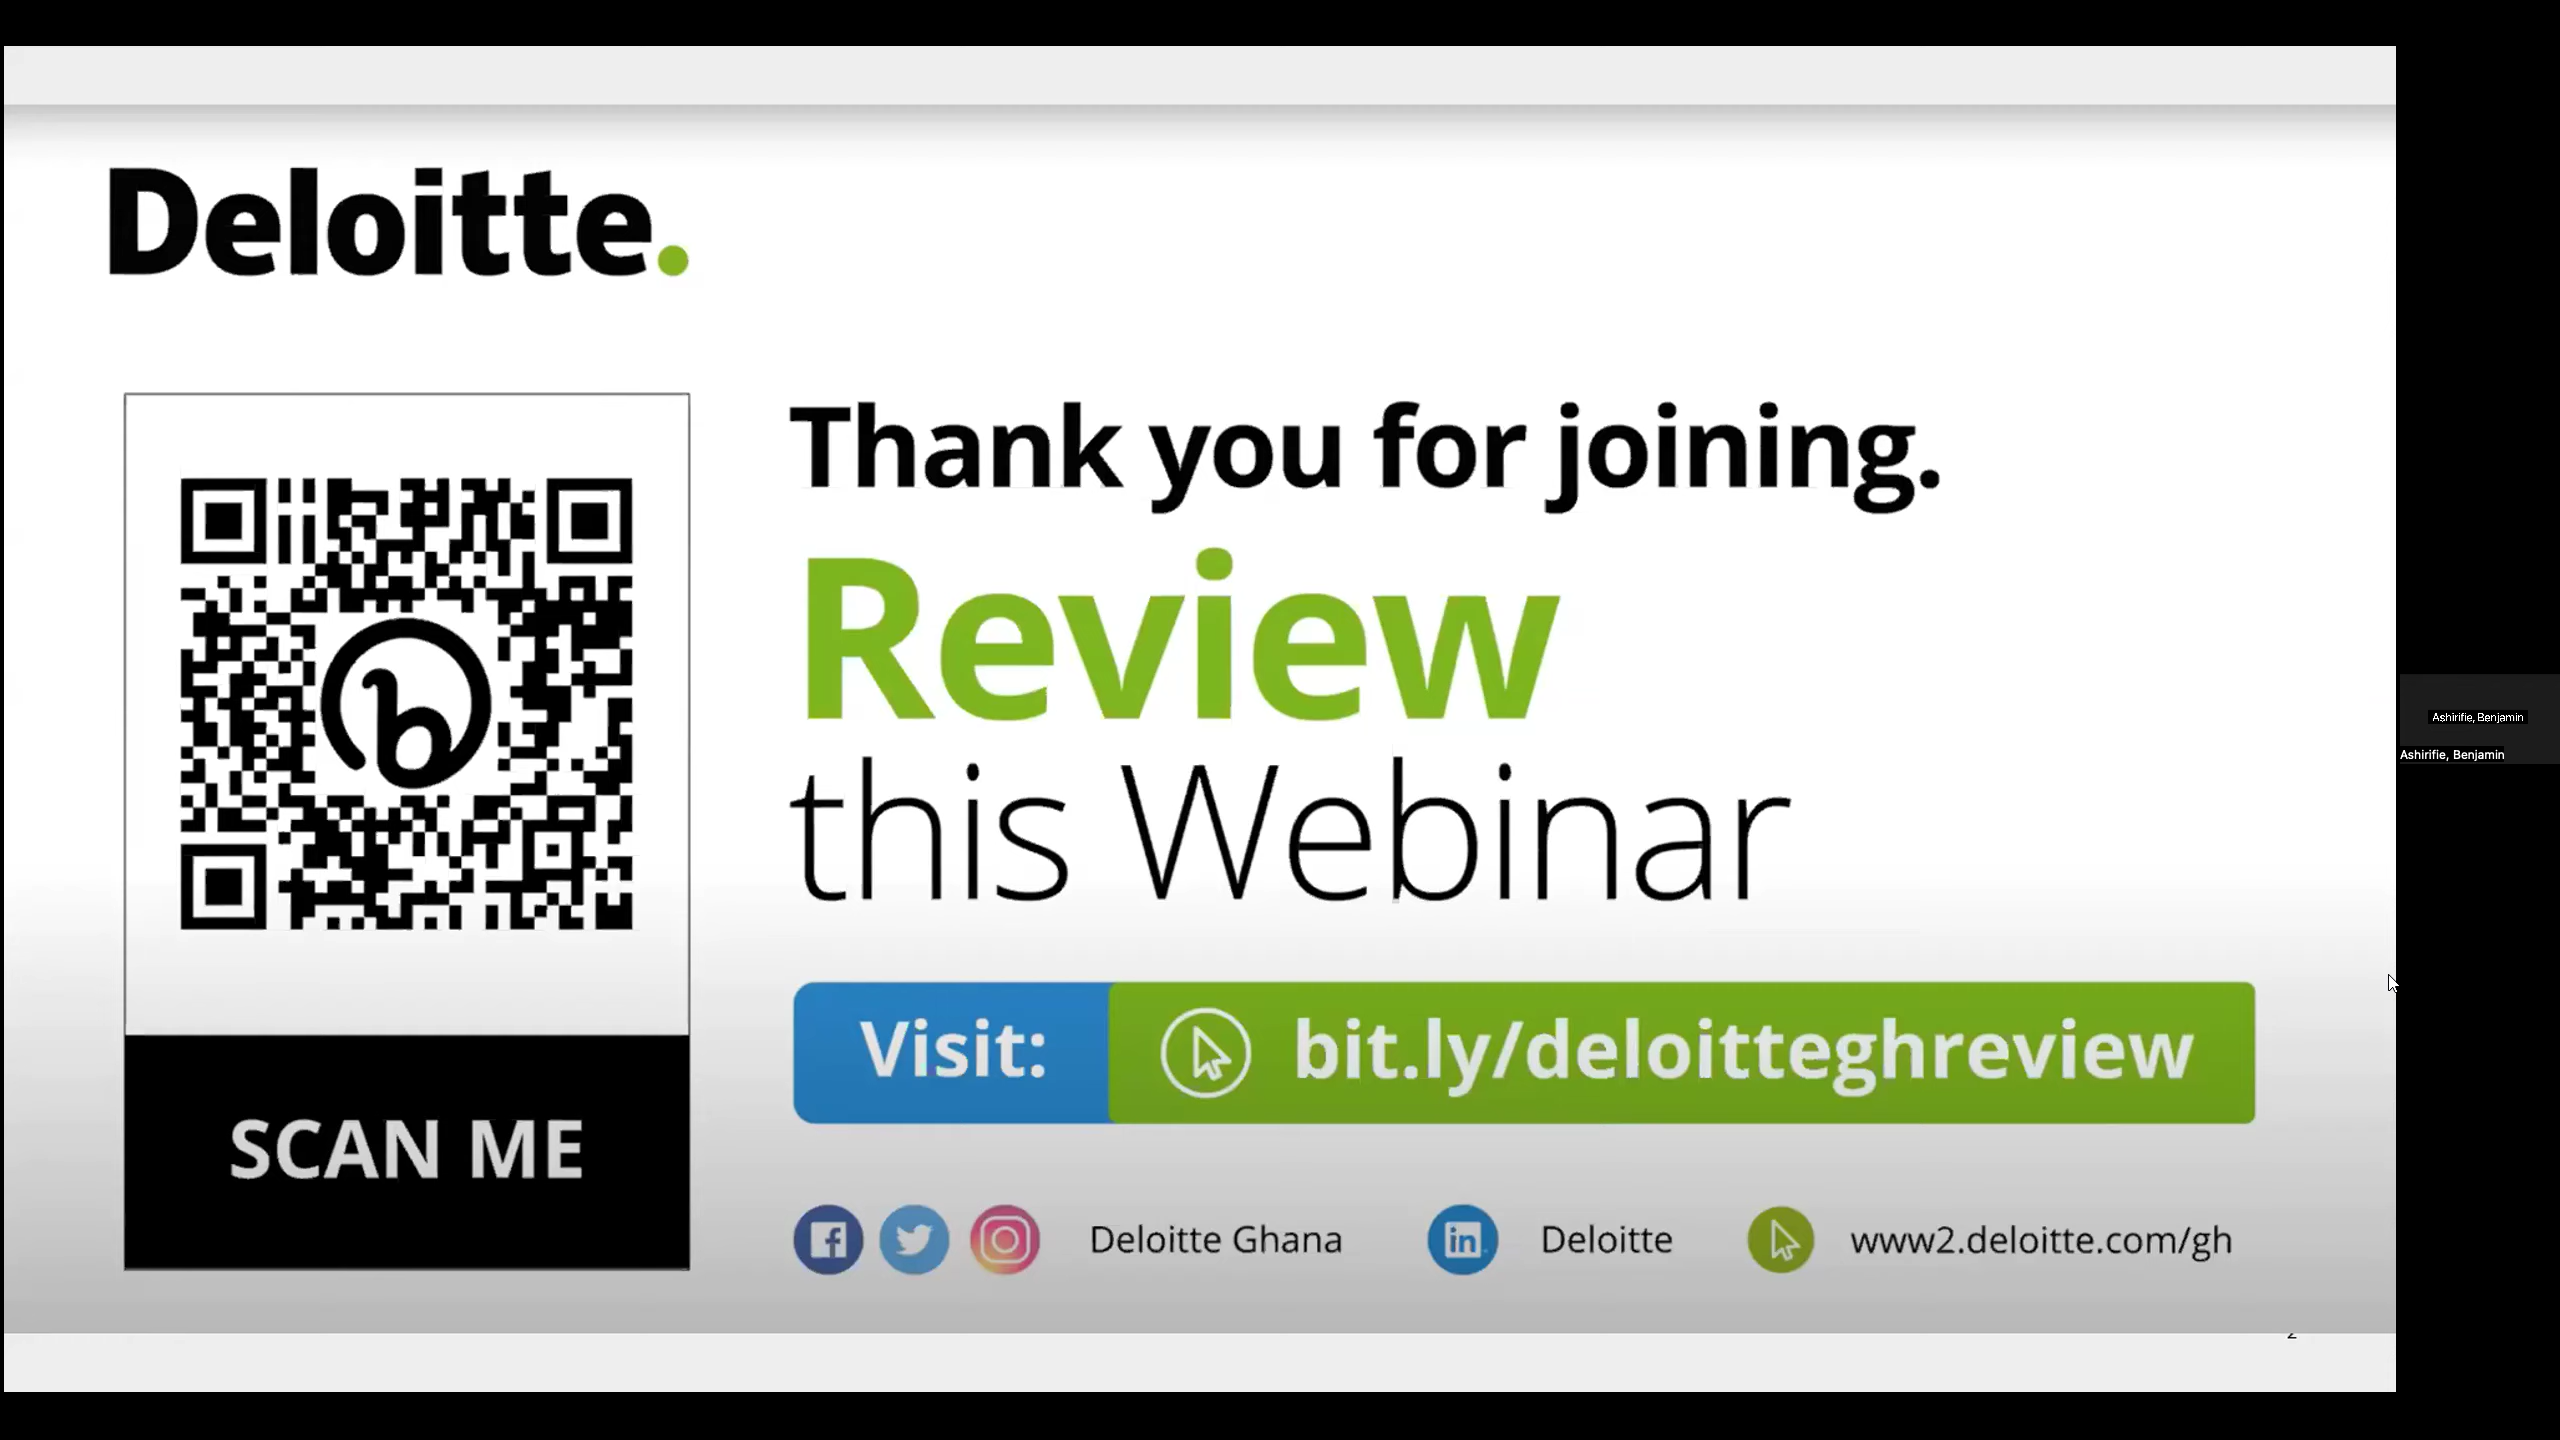 Deloitte.
Thank you for joining.
Review
this Webinar
Visit: bit.ly/deloitteghreview
SCAN ME
Deloitte Ghana Deloitte www2.deloitte.com/gh
Ashirifie, Benjamin
Ashirifie, Benjamin
2